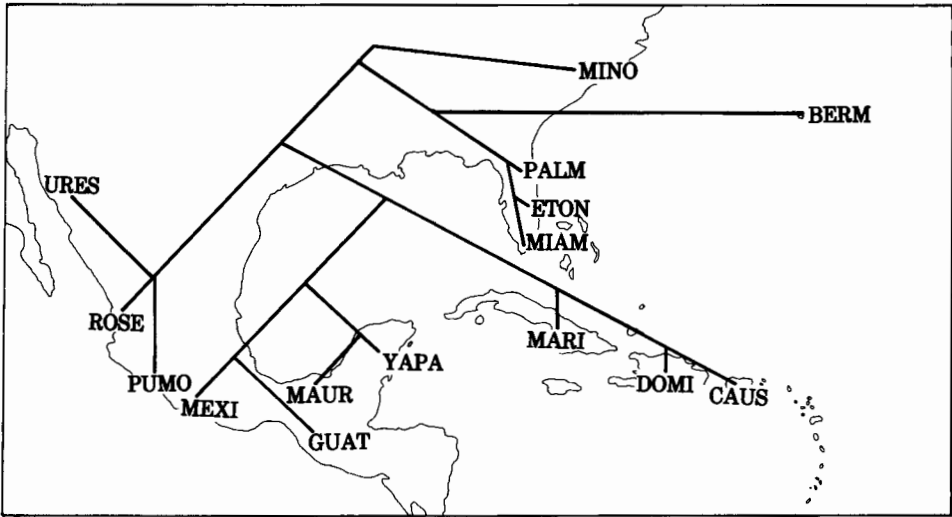 MINO
BERM
PALM
URES
ETON
MIAM
ROSE
MARI
YAPA
PUMO
MAUR
DOMI
CAUS
MEXI
GUAT